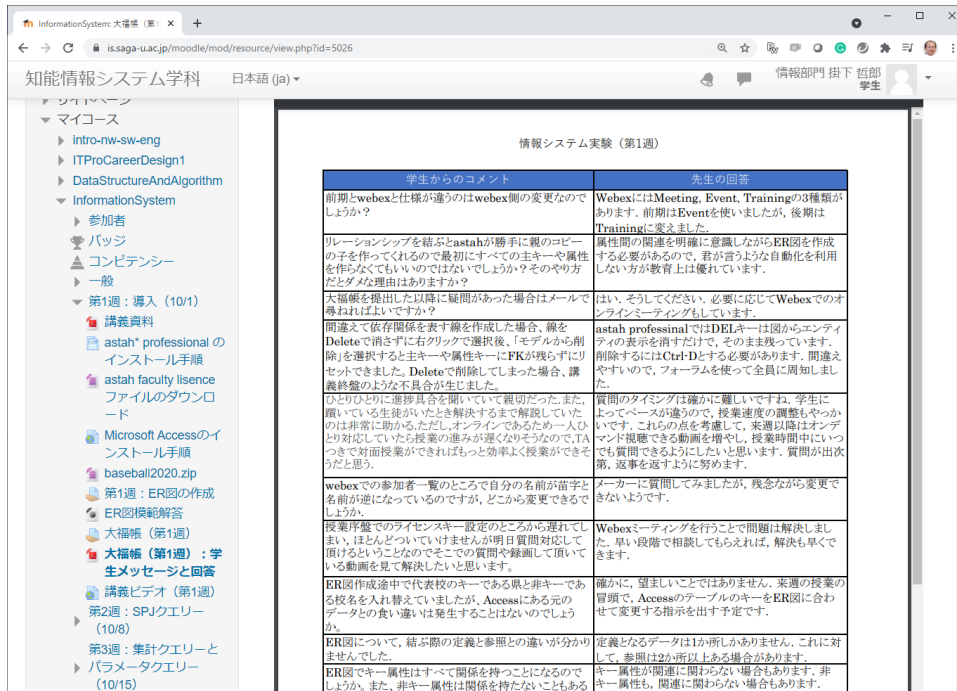 InformationSystem: 大福帳（第1
is.saga-u.ac.jp/moodle/mod/resource/view.php?id=5026
知能情報システム学科
日本語 (ja)
情報部門 掛下 哲郎
学生
サイトページ
マイコース
intro-nw-sw-eng
ITProCareerDesign1
DataStructureAndAlgorithm
InformationSystem
参加者
バッジ
コンピテンシー
一般
第1週：導入（10/1）
講義資料
astah* professional の
インストール手順
astah faculty lisence
ファイルのダウンロ
ード
Microsoft Accessのイ
ンストール手順
baseball2020.zip
第1週：ER図の作成
ER図模範解答
大福帳（第1週）
大福帳（第1週）：学
生メッセージと回答
講義ビデオ（第1週）
第2週：SPJクエリー
（10/8）
第3週：集計クエリーと
パラメータクエリー
（10/15）
情報システム実験（第1週）
学生からのコメント
先生の回答
前期とwebexと仕様が違うのはwebex側の変更なので
しょうか？
WebexにはMeeting, Event, Trainingの3種類が
あります．前期はEventを使いましたが，後期は
Trainingに変えました．
リレーションシップを結ぶとastahが勝手に親のコピー
の子を作ってくれるので最初にすべての主キーや属性
を作らなくてもいいのではないでしょうか？そのやり方
だとダメな理由はありますか？
属性間の関連を明確に意識しながらER図を作成
する必要があるので，君が言うような自動化を利用
しない方が教育上は優れています．
大福帳を提出した以降に疑問があった場合はメールで
尋ねればよいですか？
はい，そうしてください．必要に応じてWebexでのオ
ンラインミーティングもしています．
間違えて依存関係を表す線を作成した場合、線を
Deleteで消さずに右クリックで選択後、「モデルから削
除」を選択すると主キーや属性キーにFKが残らずにリ
セットできました。Deleteで削除してしまった場合、講
義終盤のような不具合が生じました。
astah professinalではDELキーは図からエンティ
ティの表示を消すだけで，そのまま残っています．
削除するにはCtrl-Dとする必要があります．間違え
やすいので，フォーラムを使って全員に周知しまし
た．
ひとりひとりに進捗具合を聞いていて親切だった.また,
躓いている生徒がいたとき解決するまで解説していた
のは非常に助かる.ただし,オンラインであるため一人ひ
とり対応していたら授業の進みが遅くなりそうなので,TA
つきで対面授業ができればもっと効率よく授業ができそ
うだと思う.
質問のタイミングは確かに難しいですね．学生に
よってペースが違うので，授業速度の調整もやっか
いです．これらの点を考慮して，来週以降はオンデ
マンド視聴できる動画を増やし，授業時間中にいつ
でも質問できるようにしたいと思います．質問が出次
第，返事を返すように努めます．
webexでの参加者一覧のところで自分の名前が苗字と
名前が逆になっているのですが、どこから変更できるで
しょうか．
メーカーに質問してみましたが，残念ながら変更で
きないようです．
授業序盤でのライセンスキー設定のところから遅れてし
まい、ほとんどついていけませんが明日質問対応して
頂けるということなのでそこでの質問や録画して頂いて
いる動画を見て解決したいと思います。
Webexミーティングを行うことで問題は解決しまし
た．早い段階で相談してもらえれば，解決も早くで
きます．
ER図作成途中で代表校のキーである県と非キーであ
る校名を入れ替えていましたが、Accessにある元の
データとの食い違いは発生することはないのでしょう
か。
確かに，望ましいことではありません．来週の授業の
冒頭で，AccessのテーブルのキーをER図に合わ
せて変更する指示を出す予定です．
ER図について，結ぶ際の定義と参照との違いが分かり
ませんでした．
定義となるデータは1か所しかありません．これに対
して，参照は2か所以上ある場合があります．
ER図でキー属性はすべて関係を持つことになるので
しょうか。また、非キー属性は関係を持たないこともある
キー属性が関連に関わらない場合もあります．非
キー属性も，関連に関わらない場合もあります．